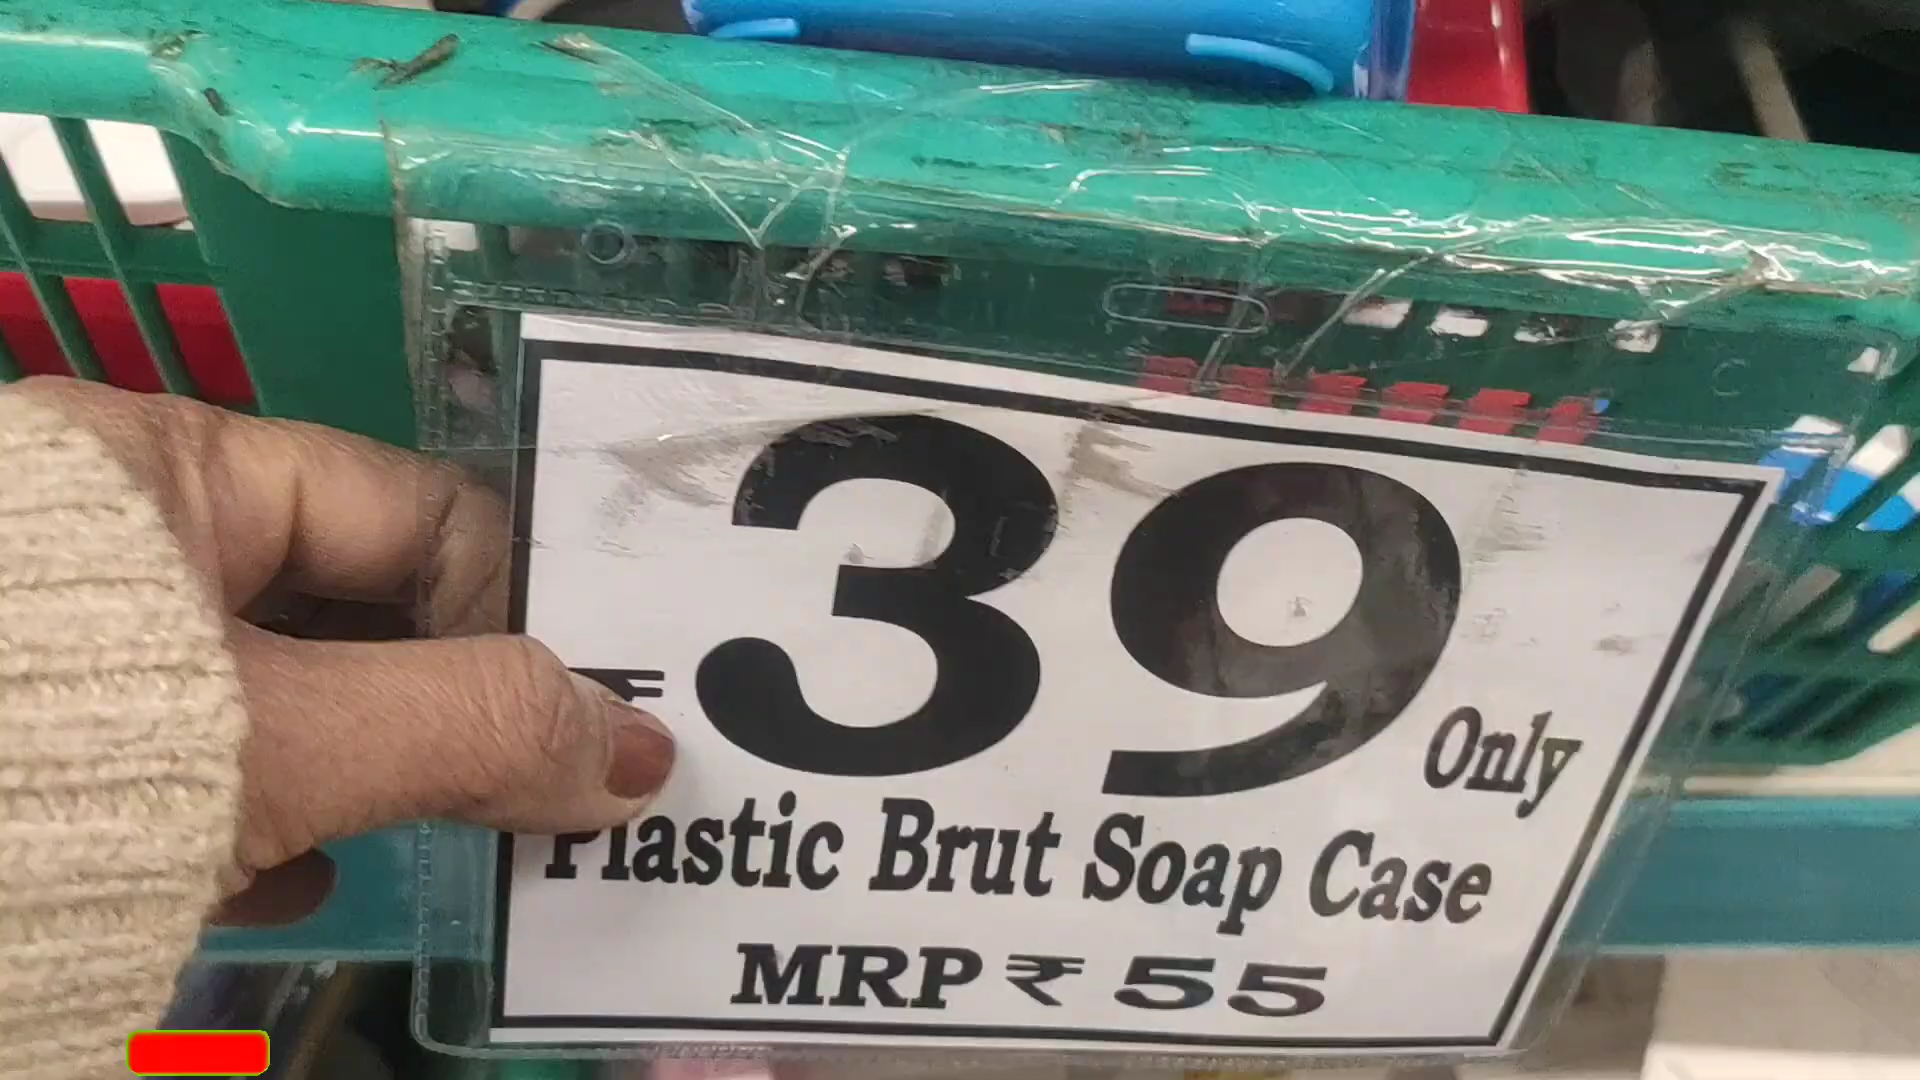 ₹ 39 Only
Plastic Brut Soap Case
MRP ₹ 55